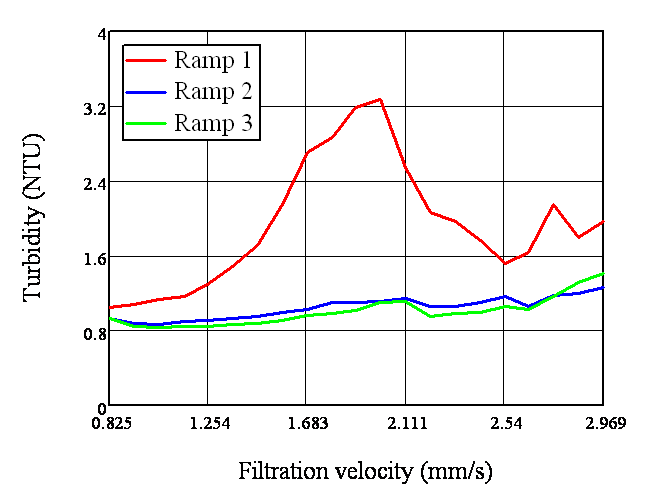 4
Ramp 1
Ramp 2
Ramp 3
3.2
2.4
1.6
0.8
0
Turbidity (NTU)
0.825 1.254 1.683 2.111 2.54 2.969
Filtration velocity (mm/s)